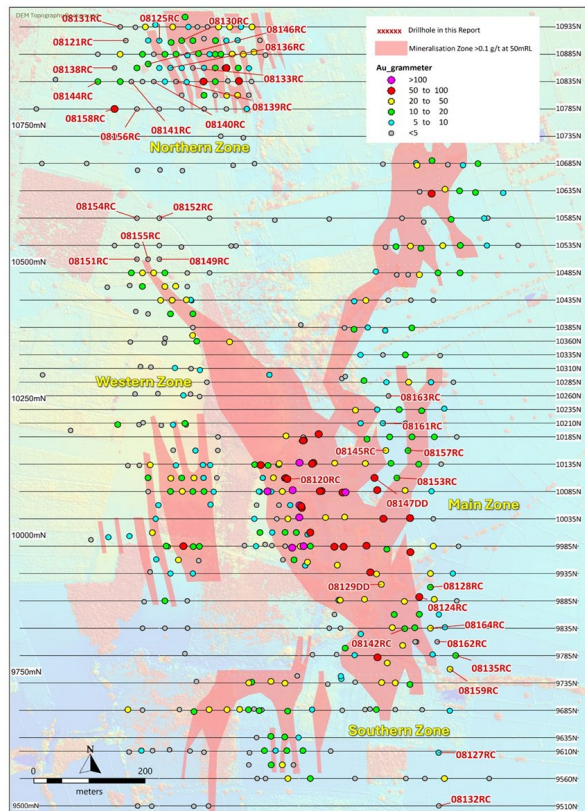 DEM Topography
08131RC
08125RC
08130RC
08146RC
08121RC
08136RC
08138RC
08133RC
08144RC
08139RC
08158RC
08140RC
08141RC
08156RC
10750mN
Northern Zone
xxxxxx Drillhole in this Report
Mineralisation Zone >0.1 g/t at 50mRL
Au_grammeter
>100
50 to 100
20 to 50
10 to 20
5 to 10
<5
10935N
10885N
10835N
10785N
10735N
10685N
10635N
10585N
10535N
10485N
10435N
10385N
10360N
10335N
10310N
10285N
10260N
10235N
10210N
10185N
10135N
10085N
10035N
9985N
9935N
9885N
9835N
9785N
9735N
9685N
9635N
9610N
9560N
9510N
08154RC
08152RC
08155RC
10500mN
08151RC
08149RC
Western Zone
10250mN
08163RC
08161RC
08145RC
08157RC
08120RC
08153RC
08147DD
Main Zone
10000mN
08129DD
08128RC
08124RC
08164RC
08142RC
08162RC
08135RC
9750mN
08159RC
Southern Zone
08127RC
N
0
200
meters
9500mN
08132RC